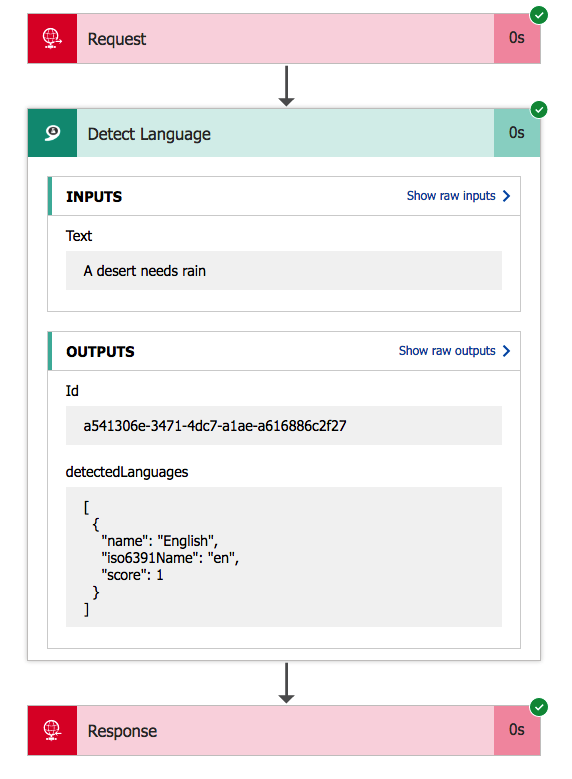 Request
0s
Detect Language
0s
INPUTS
Show raw inputs
Text
A desert needs rain
OUTPUTS
Show raw outputs
Id
a541306e-3471-4dc7-a1ae-a616886c2f27
detectedLanguages
[
{
"name": "English",
"iso6391Name": "en",
"score": 1
}
]
Response
0s